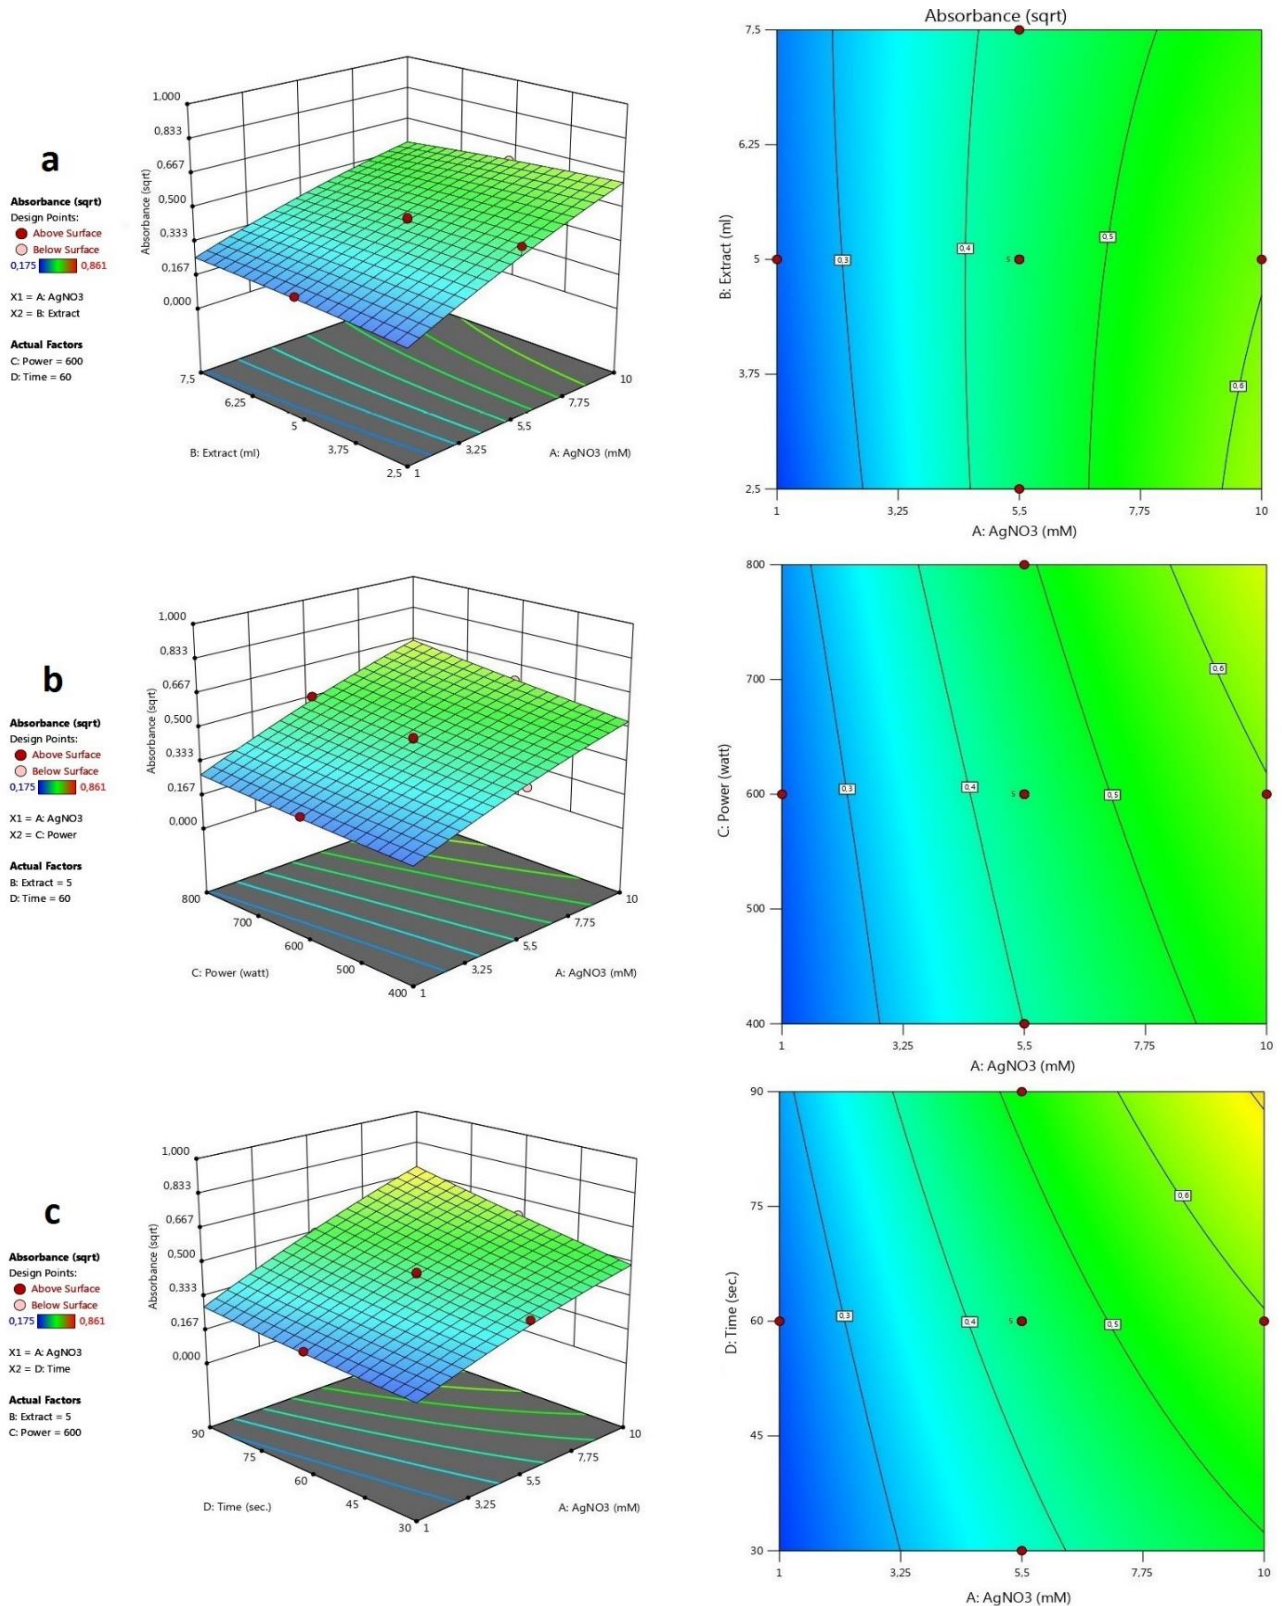 a
Absorbance (sqrt)
Design Points:
Above Surface
Below Surface
0,175 0,861
X1 = A: AgNO3
X2 = B: Extract
Actual Factors
C: Power = 600
D: Time = 60
1,000
0,833
0,667
0,500
0,333
0,167
0,000
Absorbance (sqrt)
7,5
6,25
5
3,75
2,5
B: Extract (ml)
1
3,25
5,5
7,75
10
A: AgNO3 (mM)
Absorbance (sqrt)
7,5
6,25
5
3,75
2,5
B: Extract (ml)
0,3
0,4
0,5
0,6
5
1
3,25
5,5
7,75
10
A: AgNO3 (mM)
b
Absorbance (sqrt)
Design Points:
Above Surface
Below Surface
0,175 0,861
X1 = A: AgNO3
X2 = C: Power
Actual Factors
B: Extract = 5
D: Time = 60
1,000
0,833
0,667
0,500
0,333
0,167
0,000
Absorbance (sqrt)
800
700
600
500
400
C: Power (watt)
1
3,25
5,5
7,75
10
A: AgNO3 (mM)
800
700
600
500
400
C: Power (watt)
0,3
0,4
0,5
0,6
5
1
3,25
5,5
7,75
10
A: AgNO3 (mM)
c
Absorbance (sqrt)
Design Points:
Above Surface
Below Surface
0,175 0,861
X1 = A: AgNO3
X2 = D: Time
Actual Factors
B: Extract = 5
C: Power = 600
1,000
0,833
0,667
0,500
0,333
0,167
0,000
Absorbance (sqrt)
90
75
60
45
30
D: Time (sec.)
1
3,25
5,5
7,75
10
A: AgNO3 (mM)
90
75
60
45
30
D: Time (sec.)
0,3
0,4
0,5
0,6
5
1
3,25
5,5
7,75
10
A: AgNO3 (mM)